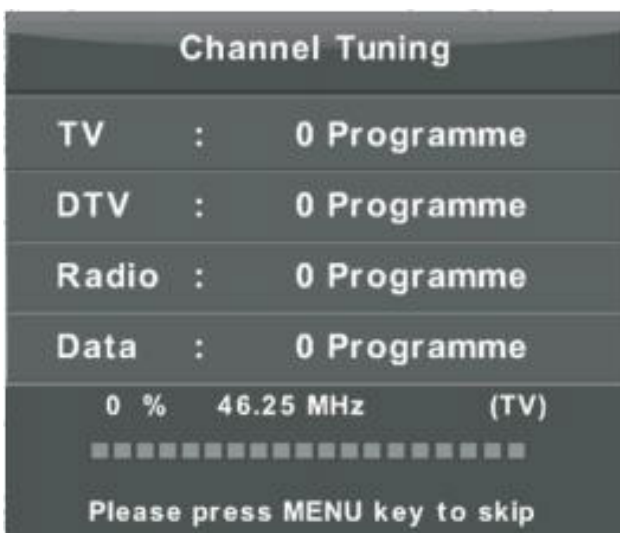 Channel Tuning
TV : 0 Programme
DTV : 0 Programme
Radio : 0 Programme
Data : 0 Programme
0 % 46.25 MHz (TV)
Please press MENU key to skip